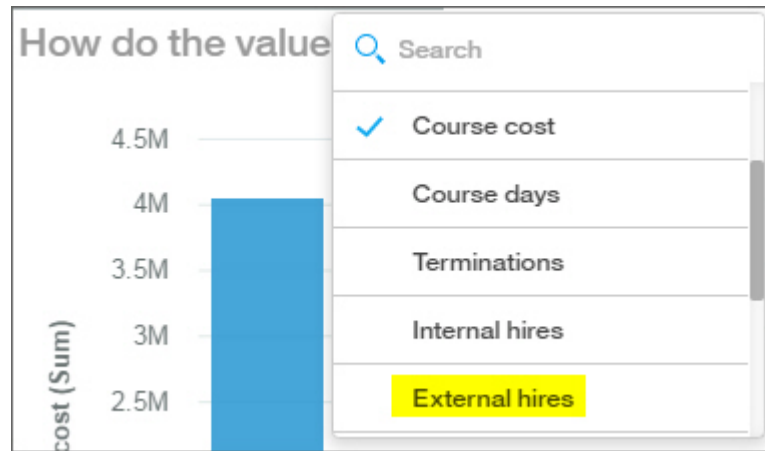 How do the value
Search
Course cost
Course days
Terminations
Internal hires
External hires
4.5M
4M
3.5M
3M
2.5M
cost (Sum)